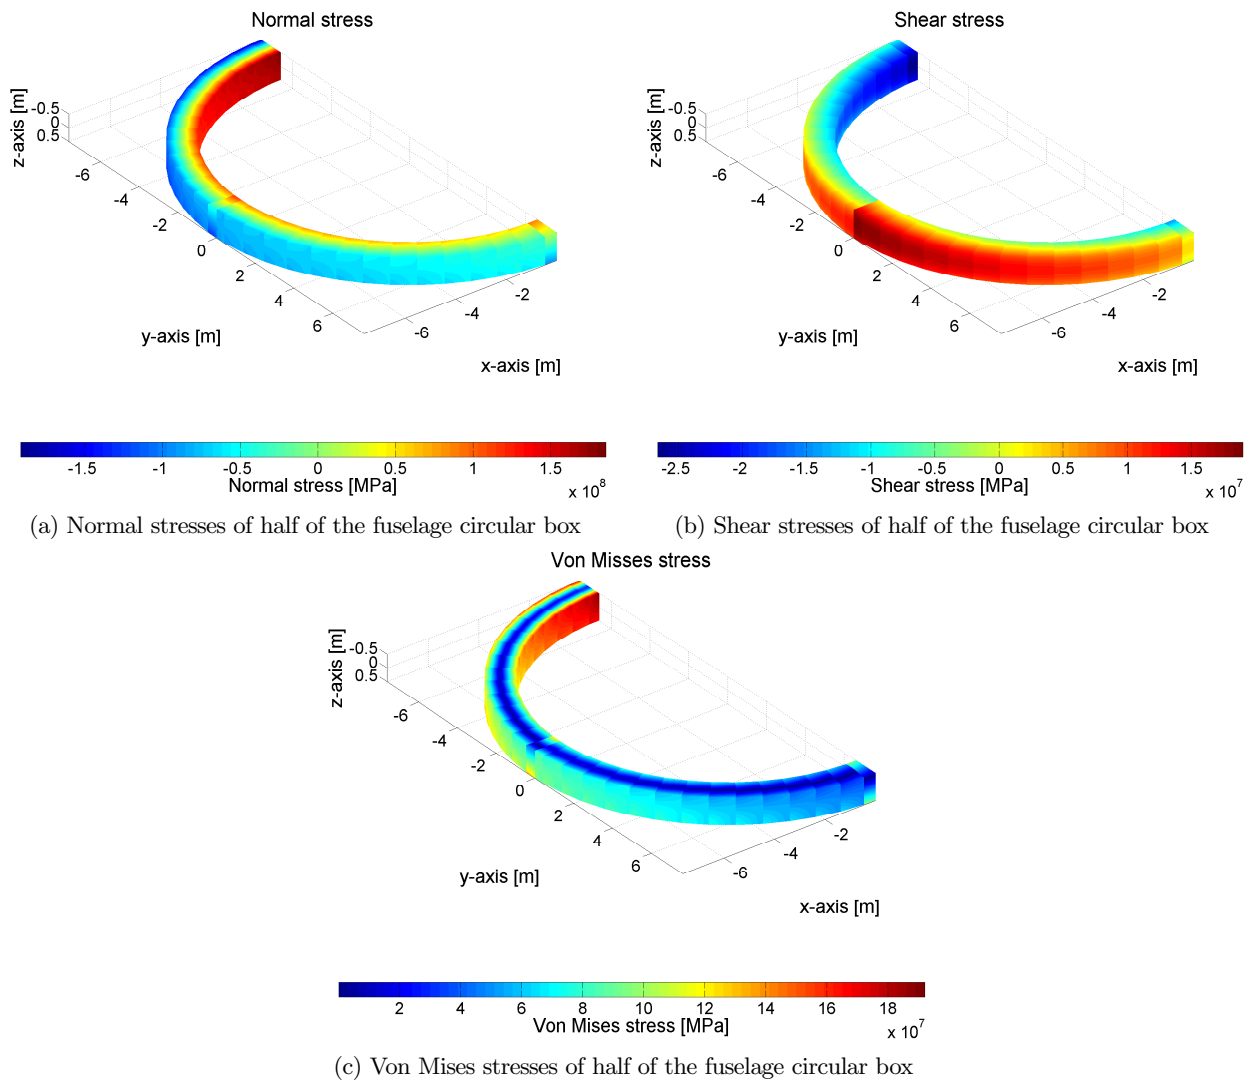 Normal stress
z-axis [m]
-0.5
0
0.5
-6
-4
-2
0
2
4
6
y-axis [m]
-6
-4
-2
x-axis [m]
-1.5 -1 -0.5 0 0.5 1 1.5
Normal stress [MPa]
x 10^8
(a) Normal stresses of half of the fuselage circular box
Shear stress
z-axis [m]
-0.5
0
0.5
-6
-4
-2
0
2
4
6
y-axis [m]
-6
-4
-2
x-axis [m]
-2.5 -2 -1.5 -1 -0.5 0 0.5 1 1.5
Shear stress [MPa]
x 10^7
(b) Shear stresses of half of the fuselage circular box
Von Misses stress
z-axis [m]
-0.5
0
0.5
-6
-4
-2
0
2
4
6
y-axis [m]
-6
-4
-2
x-axis [m]
2 4 6 8 10 12 14 16 18
Von Mises stress [MPa]
x 10^7
(c) Von Mises stresses of half of the fuselage circular box